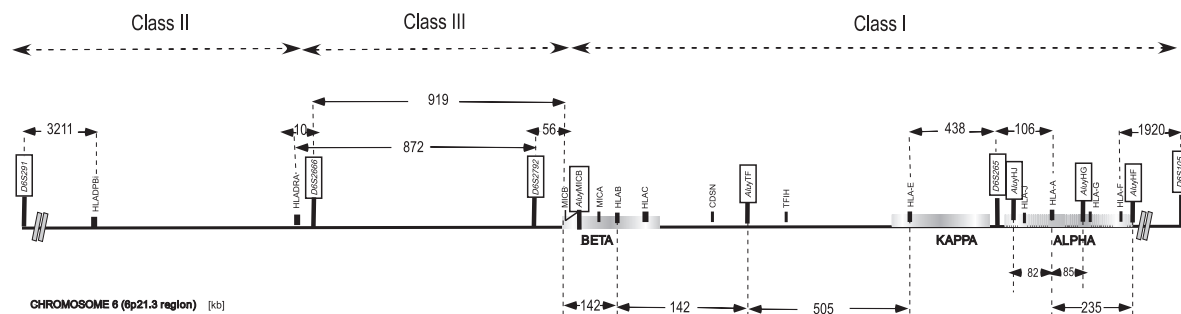 Class II
Class III
Class I
919
3211
10
56
438
106
1920
872
D6S291
HLADPBI
HLADRA
D6S2666
D6S2792
MICB
AluyMICB
MICA
HLAB
HLAC
CDSN
AluyTF
TFIH
HLA-E
D6S265
AluyHJ
HLA-J
HLA-A
AluyHG
HLA-G
HLA-F
AluyHF
BETA
KAPPA
ALPHA
82
85
142
142
505
235
CHROMOSOME 6 (6p21.3 region) [kb]